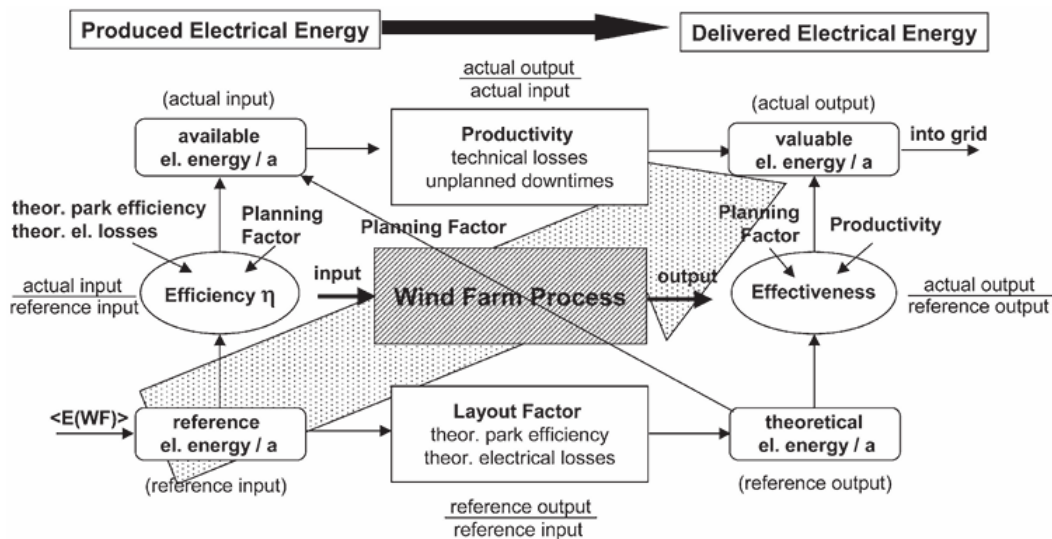 Produced Electrical Energy
Delivered Electrical Energy
actual output
actual input
(actual input)
(actual output)
available
el. energy / a
Productivity
technical losses
unplanned downtimes
valuable
el. energy / a
into grid
theor. park efficiency
theor. el. losses
Planning
Factor
Planning Factor
Planning
Factor
Productivity
actual input
reference input
Efficiency η
input
Wind Farm Process
output
Effectiveness
actual output
reference output
<E(WF)>
reference
el. energy / a
Layout Factor
theor. park efficiency
theor. electrical losses
theoretical
el. energy / a
(reference input)
(reference output)
reference output
reference input